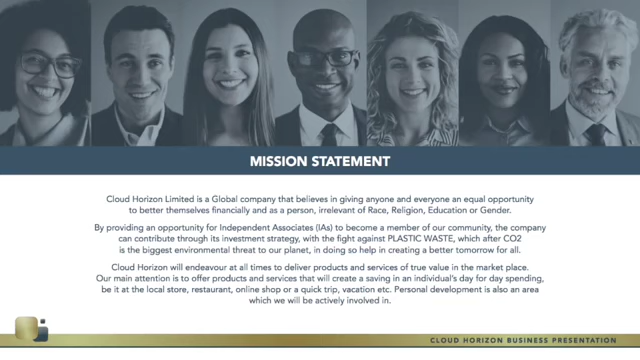 MISSION STATEMENT
Cloud Horizon Limited is a Global company that believes in giving anyone and everyone an equal opportunity
to better themselves financially and as a person, irrelevant of Race, Religion, Education or Gender.
By providing an opportunity for Independent Associates (IAs) to become a member of our community, the company
can contribute through its investment strategy, with the fight against PLASTIC WASTE, which after CO2
is the biggest environmental threat to our planet, in doing so help in creating a better tomorrow for all.
Cloud Horizon will endeavour at all times to deliver products and services of true value in the market place.
Our main attention is to offer products and services that will create a saving in an individual's day for day spending,
be it at the local store, restaurant, online shop or a quick trip, vacation etc. Personal development is also an area
which we will be actively involved in.
CLOUD HORIZON BUSINESS PRESENTATION